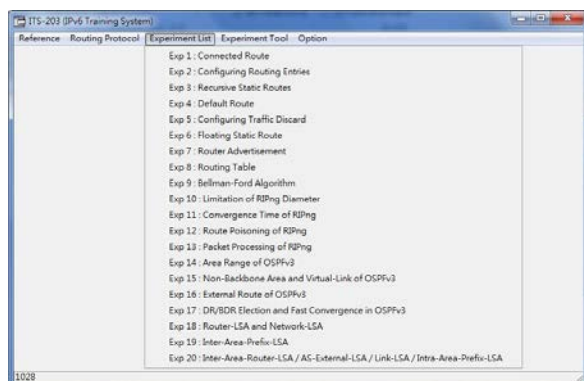 ITS-203 (IPv6 Training System)
Reference Routing Protocol Experiment List Experiment Tool Option
Exp 1 : Connected Route
Exp 2 : Configuring Routing Entries
Exp 3 : Recursive Static Routes
Exp 4 : Default Route
Exp 5 : Configuring Traffic Discard
Exp 6 : Floating Static Route
Exp 7 : Router Advertisement
Exp 8 : Routing Table
Exp 9 : Bellman-Ford Algorithm
Exp 10 : Limitation of RIPng Diameter
Exp 11 : Convergence Time of RIPng
Exp 12 : Route Poisoning of RIPng
Exp 13 : Packet Processing of RIPng
Exp 14 : Area Range of OSPFv3
Exp 15 : Non-Backbone Area and Virtual-Link of OSPFv3
Exp 16 : External Route of OSPFv3
Exp 17 : DR/BDR Election and Fast Convergence in OSPFv3
Exp 18 : Router-LSA and Network-LSA
Exp 19 : Inter-Area-Prefix-LSA
Exp 20 : Inter-Area-Router-LSA / AS-External-LSA / Link-LSA / Intra-Area-Prefix-LSA
1028